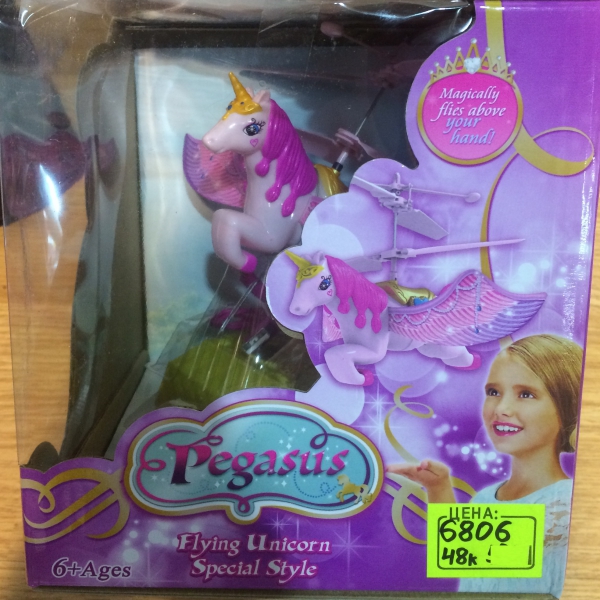 Magically
flies above
your
hand!
Pegasus
Flying Unicorn
Special Style
6+Ages
ЦЕНА:
6806
48к!